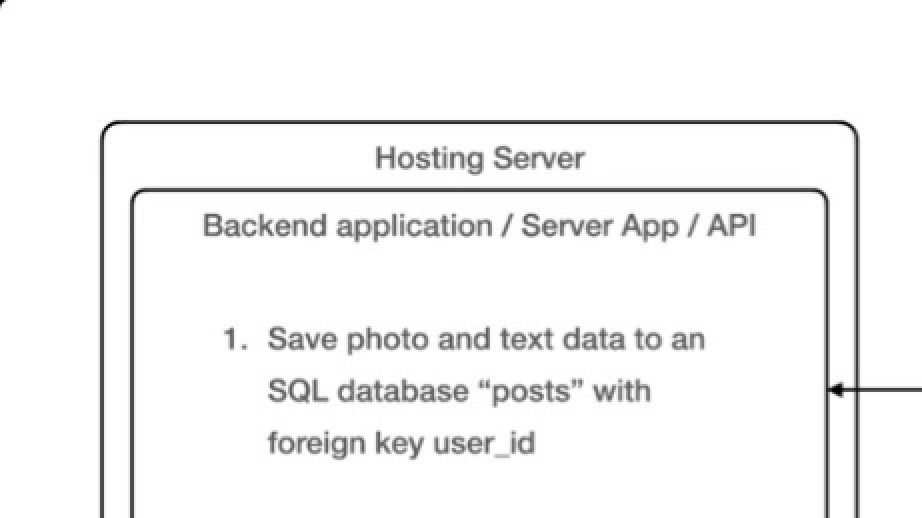 Hosting Server
Backend application / Server App / API
1. Save photo and text data to an
SQL database “posts” with
foreign key user_id